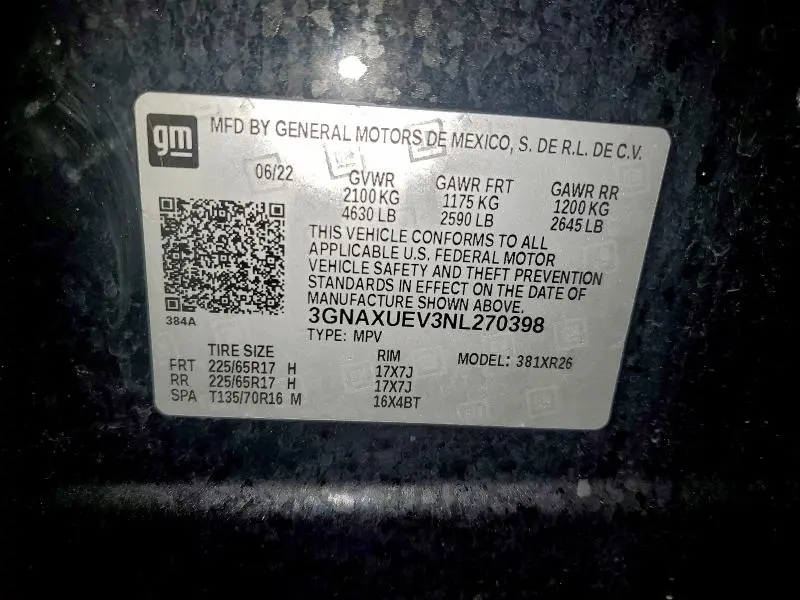 gm
MFD BY GENERAL MOTORS DE MEXICO, S. DE R.L. DE C.V.
06/22 GVWR GAWR FRT GAWR RR
2100 KG 1175 KG 1200 KG
4630 LB 2590 LB 2645 LB
THIS VEHICLE CONFORMS TO ALL
APPLICABLE U.S. FEDERAL MOTOR
VEHICLE SAFETY AND THEFT PREVENTION
STANDARDS IN EFFECT ON THE DATE OF
MANUFACTURE SHOWN ABOVE.
384A
3GNAXUEV3NL270398
TYPE: MPV
TIRE SIZE RIM MODEL: 381XR26
FRT 225/65R17 H 17X7J
RR 225/65R17 H 17X7J
SPA T135/70R16 M 16X4BT